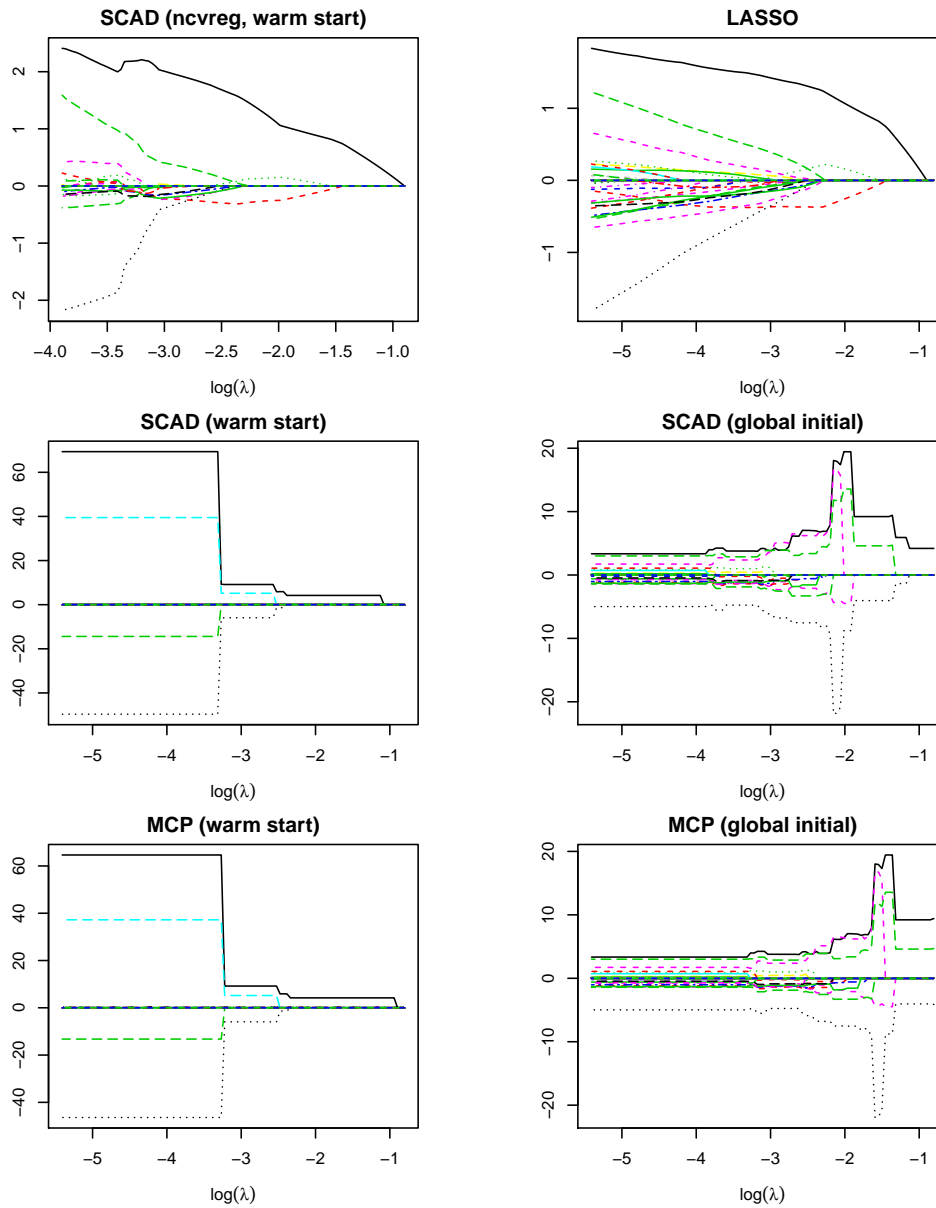 SCAD (ncvreg, warm start)
2
1
0
−1
−2
−4.0 −3.5 −3.0 −2.5 −2.0 −1.5 −1.0
log(λ)
LASSO
1
0
−1
−5 −4 −3 −2 −1
log(λ)
SCAD (warm start)
60
40
20
0
−20
−40
−5 −4 −3 −2 −1
log(λ)
SCAD (global initial)
20
10
0
−10
−20
−5 −4 −3 −2 −1
log(λ)
MCP (warm start)
60
40
20
0
−20
−40
−5 −4 −3 −2 −1
log(λ)
MCP (global initial)
20
10
0
−10
−20
−5 −4 −3 −2 −1
log(λ)